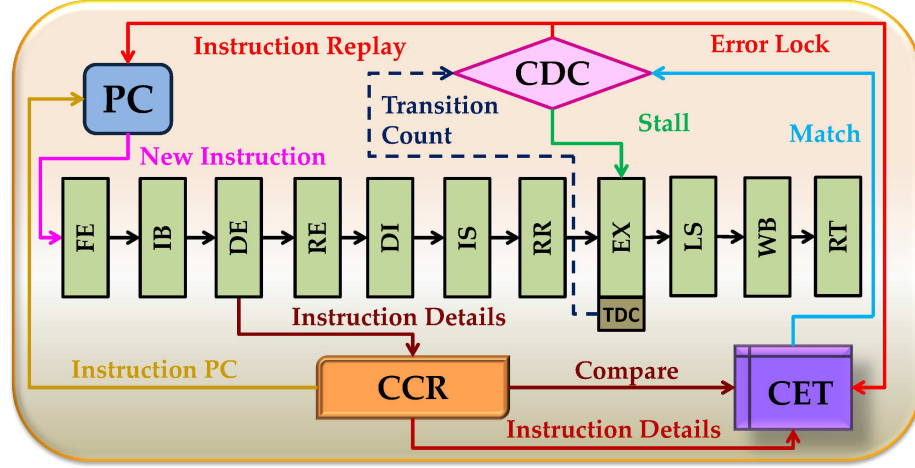 Instruction Replay
CDC
Error Lock
PC
Transition
Count
Stall
Match
New Instruction
FE
IB
DE
RE
DI
IS
RR
EX
LS
WB
RT
TDC
Instruction Details
Instruction PC
CCR
Compare
CET
Instruction Details